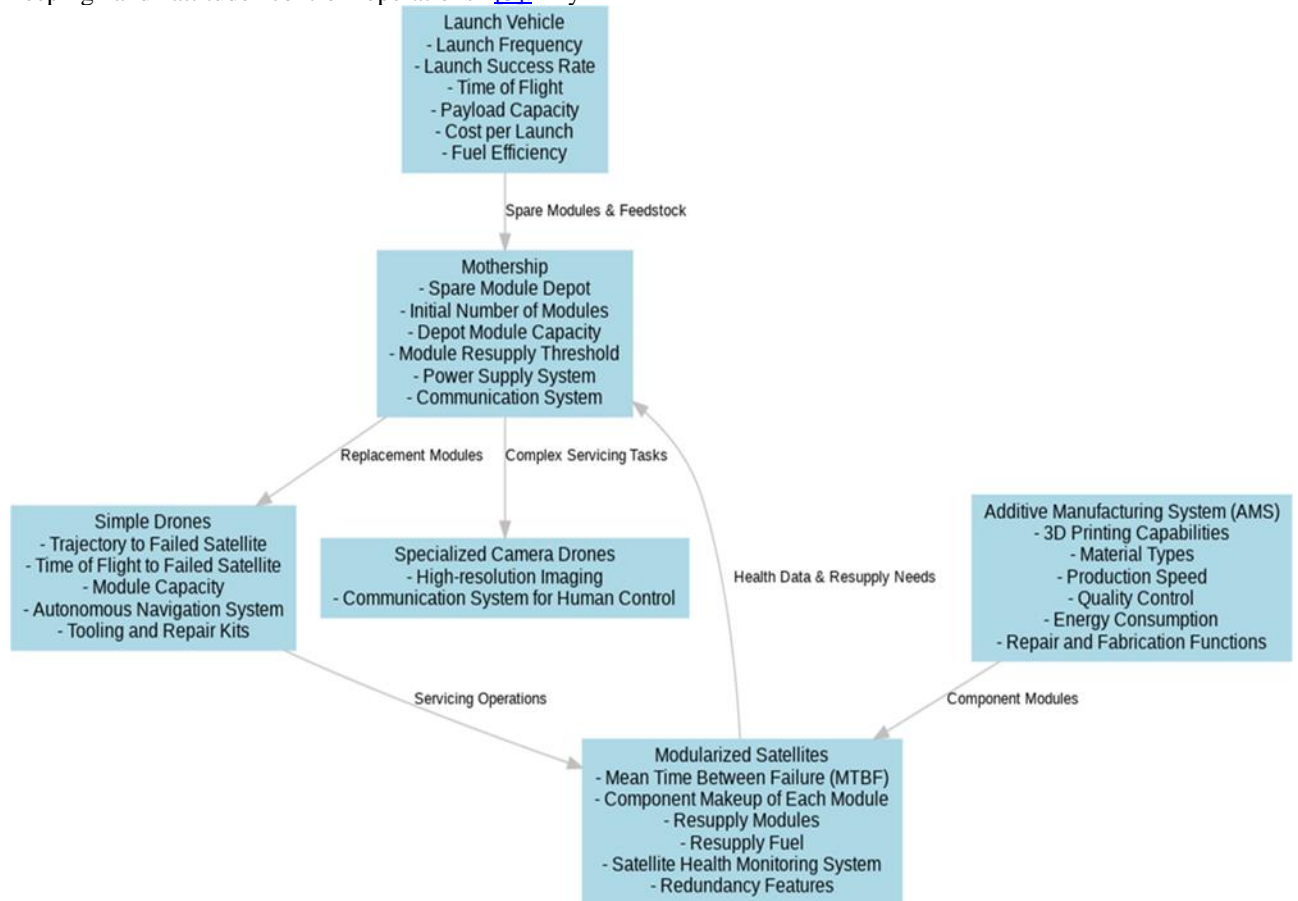 Launch Vehicle
- Launch Frequency
- Launch Success Rate
- Time of Flight
- Payload Capacity
- Cost per Launch
- Fuel Efficiency
Spare Modules & Feedstock
Mothership
- Spare Module Depot
- Initial Number of Modules
- Depot Module Capacity
- Module Resupply Threshold
- Power Supply System
- Communication System
Replacement Modules
Complex Servicing Tasks
Simple Drones
- Trajectory to Failed Satellite
- Time of Flight to Failed Satellite
- Module Capacity
- Autonomous Navigation System
- Tooling and Repair Kits
Specialized Camera Drones
- High-resolution Imaging
- Communication System for Human Control
Health Data & Resupply Needs
Additive Manufacturing System (AMS)
- 3D Printing Capabilities
- Material Types
- Production Speed
- Quality Control
- Energy Consumption
- Repair and Fabrication Functions
Servicing Operations
Component Modules
Modularized Satellites
- Mean Time Between Failure (MTBF)
- Component Makeup of Each Module
- Resupply Modules
- Resupply Fuel
- Satellite Health Monitoring System
- Redundancy Features